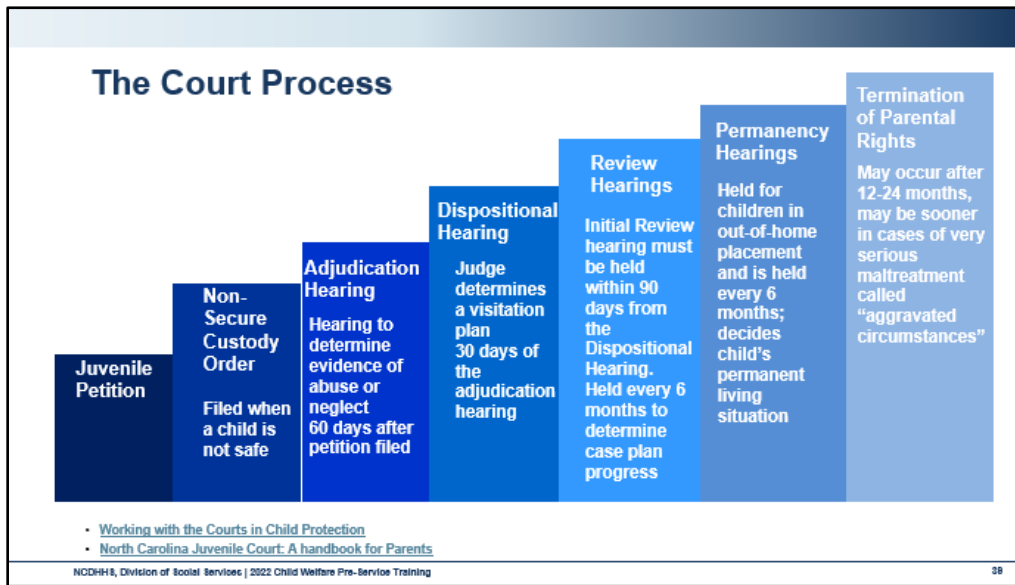 The Court Process
Juvenile
Petition
Non-
Secure
Custody
Order
Filed when
a child is
not safe
Adjudication
Hearing
Hearing to
determine
evidence of
abuse or
neglect
60 days after
petition filed
Dispositional
Hearing
Judge
determines
a visitation
plan
30 days of
the
adjudication
hearing
Review
Hearings
Initial Review
hearing must
be held
within 90
days from
the
Dispositional
Hearing.
Held every 6
months to
determine
case plan
progress
Permanency
Hearings
Held for
children in
out-of-home
placement
and is held
every 6
months;
decides
child's
permanent
living
situation
Termination
of Parental
Rights
May occur after
12-24 months,
may be sooner
in cases of very
serious
maltreatment
called
“aggravated
circumstances”
• Working with the Courts in Child Protection
• North Carolina Juvenile Court: A handbook for Parents
NCDHHS, Division of Social Services | 2022 Child Welfare Pre-Service Training
39